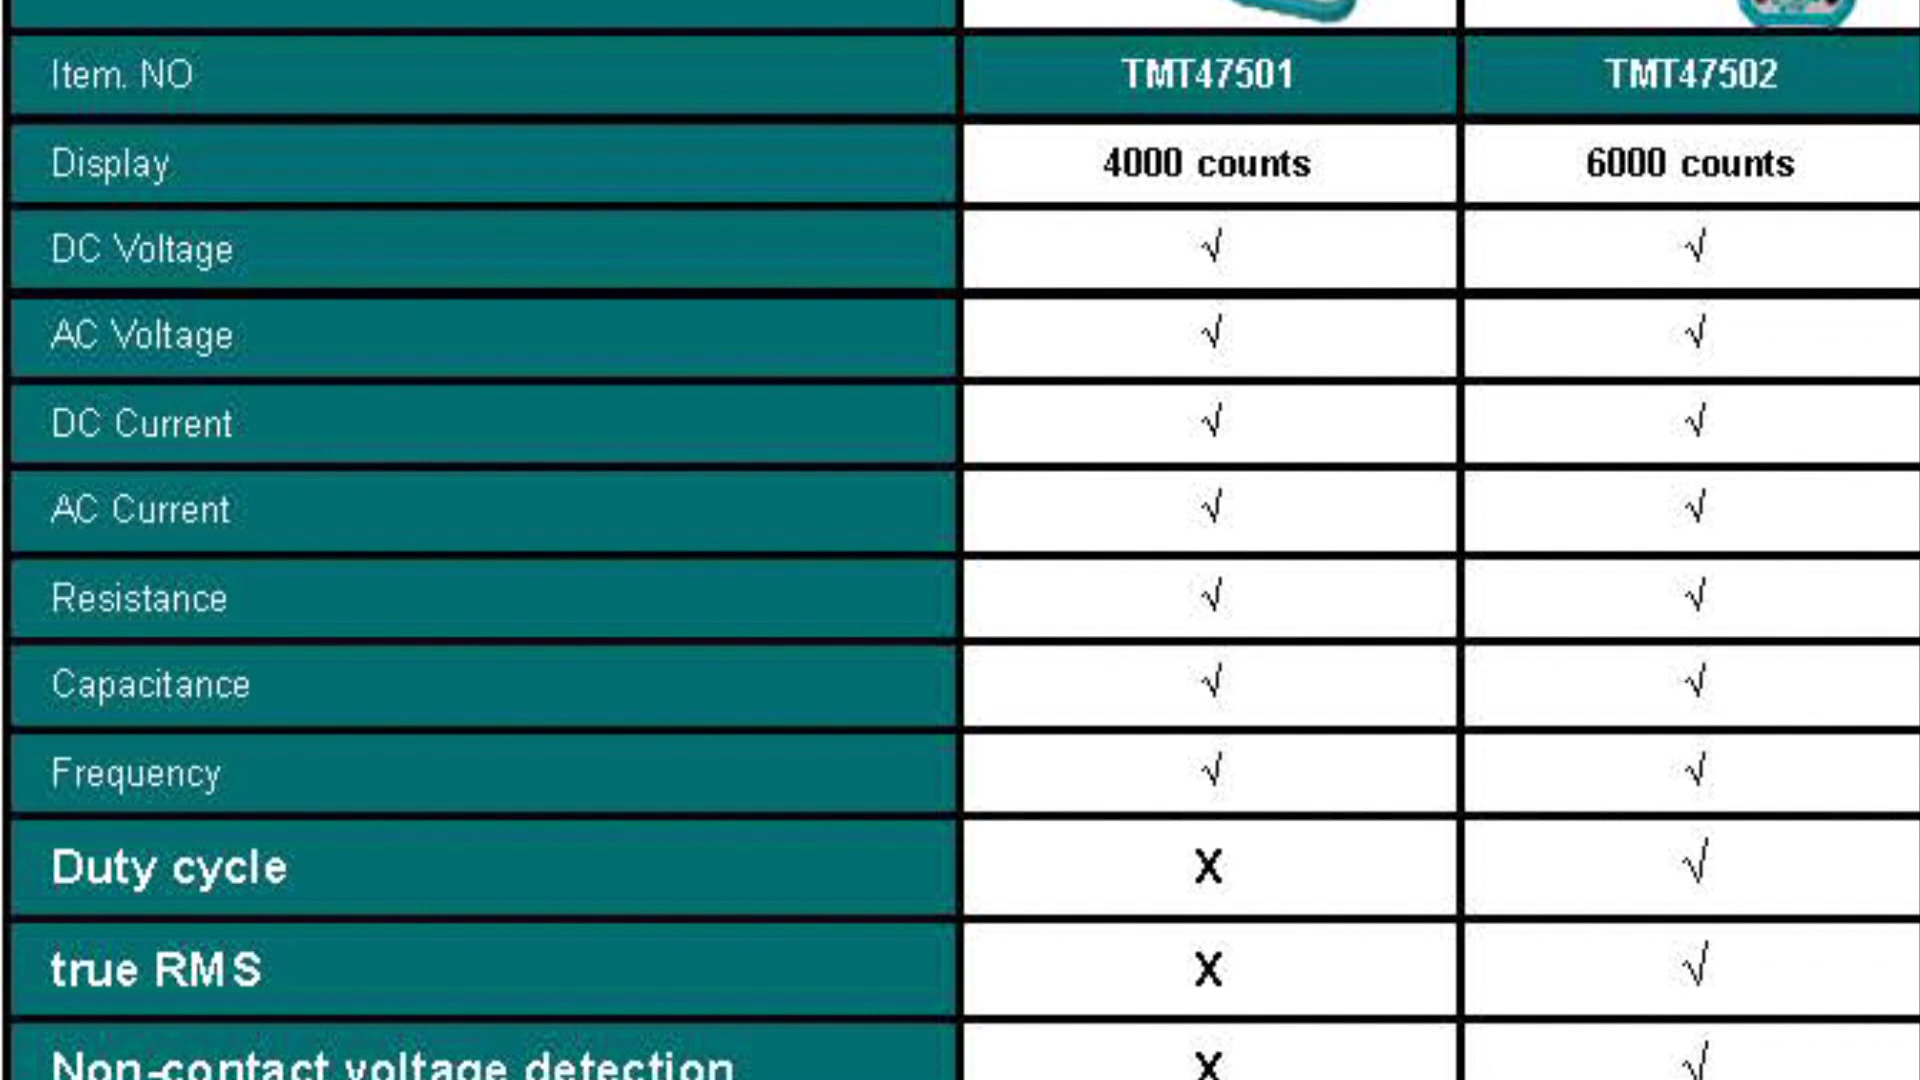 Item. NO TMT47501 TMT47502
Display 4000 counts 6000 counts
DC Voltage √ √
AC Voltage √ √
DC Current √ √
AC Current √ √
Resistance √ √
Capacitance √ √
Frequency √ √
Duty cycle X √
true RMS X √
Non-contact voltage detection X √